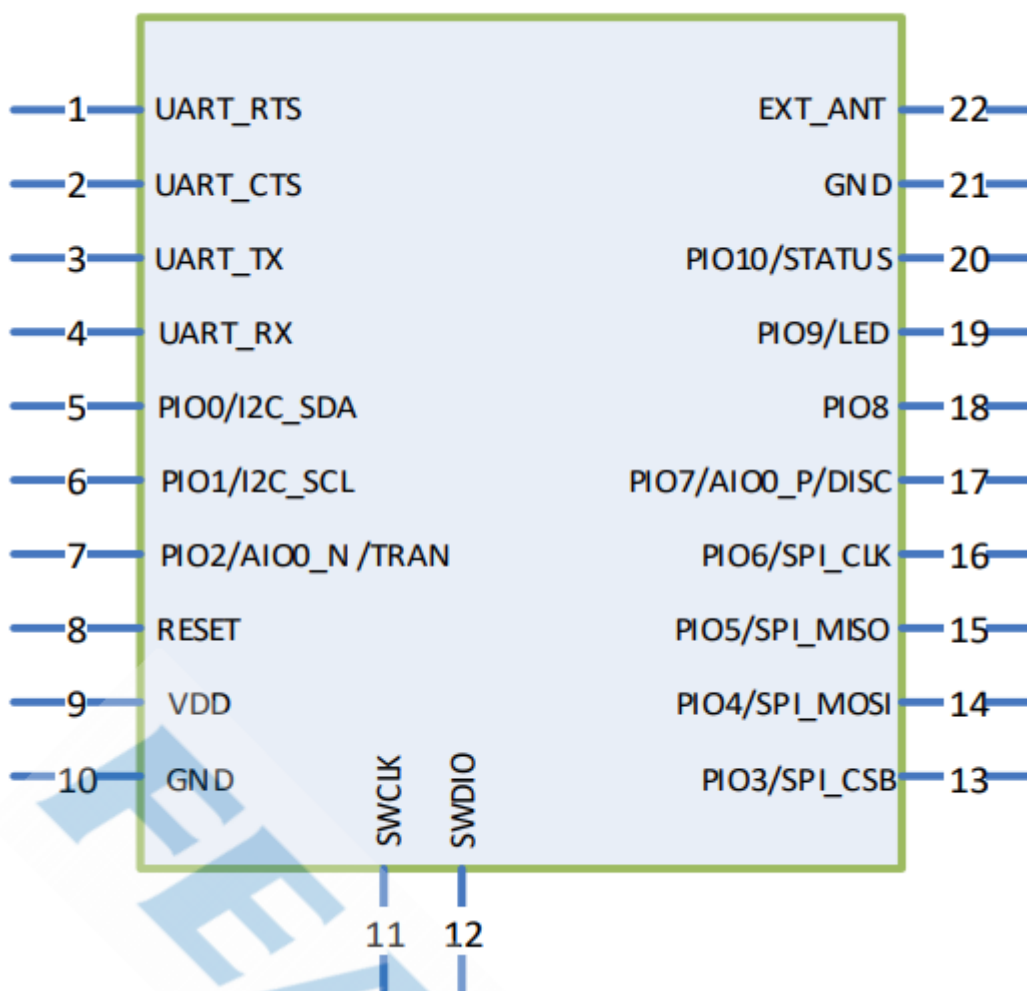 1 UART_RTS
2 UART_CTS
3 UART_TX
4 UART_RX
5 PIO0/I2C_SDA
6 PIO1/I2C_SCL
7 PIO2/AIO0_N /TRAN
8 RESET
9 VDD
10 GND
SWCLK
11
SWDIO
12
EXT_ANT 22
GND 21
PIO10/STATUS 20
PIO9/LED 19
PIO8 18
PIO7/AIO0_P/DISC 17
PIO6/SPI_CLK 16
PIO5/SPI_MISO 15
PIO4/SPI_MOSI 14
PIO3/SPI_CSB 13